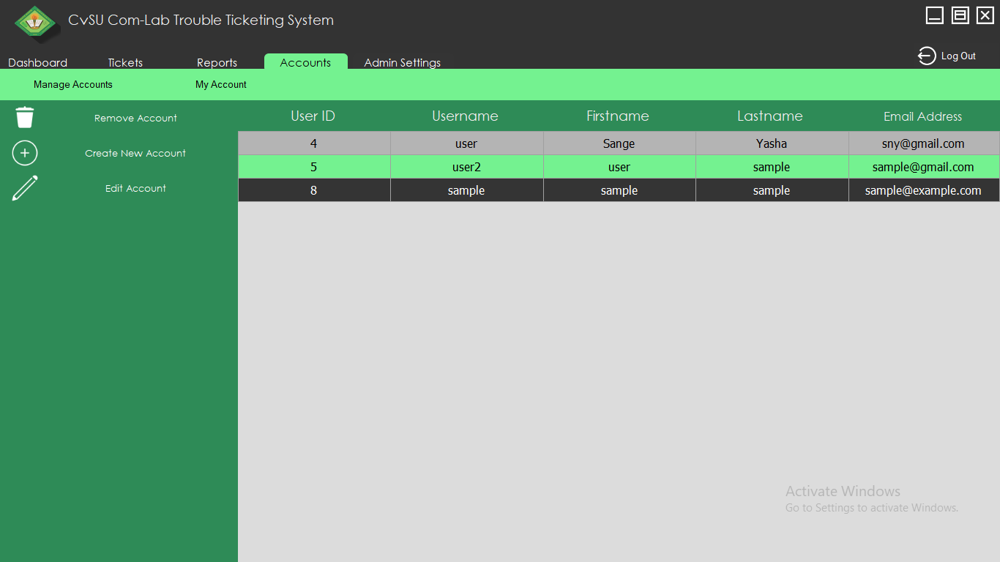 CvSU Com-Lab Trouble Ticketing System
Dashboard Tickets Reports Accounts Admin Settings Log Out
Manage Accounts My Account
Remove Account
Create New Account
Edit Account
User ID Username Firstname Lastname Email Address
4 user Sange Yasha sny@gmail.com
5 user2 user sample sample@gmail.com
8 sample sample sample sample@example.com
Activate Windows
Go to Settings to activate Windows.